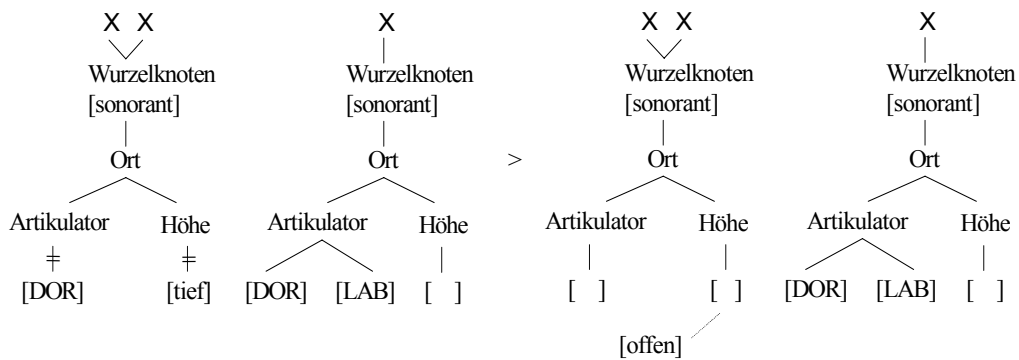 X X X X X X
Wurzelknoten Wurzelknoten Wurzelknoten Wurzelknoten
[sonorant] [sonorant] [sonorant] [sonorant]
Ort Ort > Ort Ort
Artikulator Höhe Artikulator Höhe Artikulator Höhe Artikulator Höhe
[DOR] [tief] [DOR] [LAB] [ ] [ ] [ ] [DOR] [LAB] [ ]
[offen]